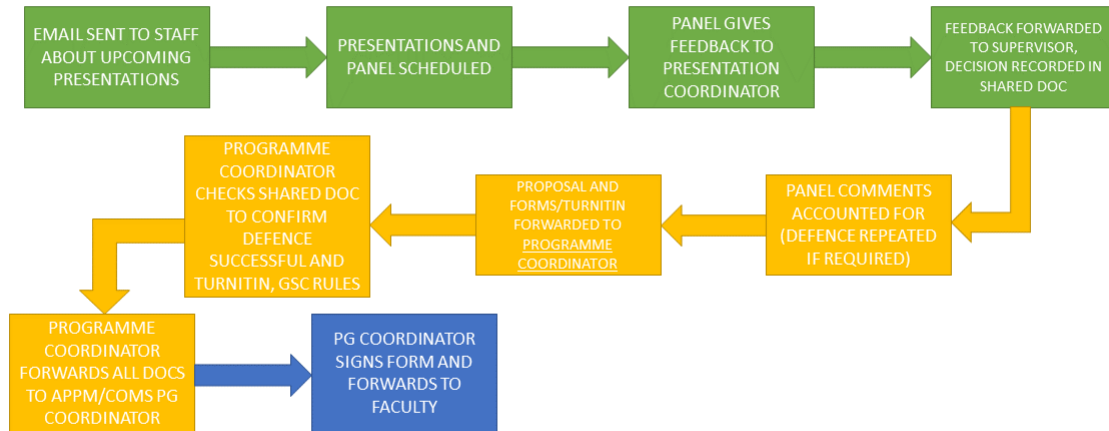 EMAIL SENT TO STAFF
ABOUT UPCOMING
PRESENTATIONS
PRESENTATIONS AND
PANEL SCHEDULED
PANEL GIVES
FEEDBACK TO
PRESENTATION
COORDINATOR
FEEDBACK FORWARDED
TO SUPERVISOR,
DECISION RECORDED IN
SHARED DOC
PANEL COMMENTS
ACCOUNTED FOR
(DEFENCE REPEATED
IF REQUIRED)
PROPOSAL AND
FORMS/TURNITIN
FORWARDED TO
PROGRAMME
COORDINATOR
PROGRAMME
COORDINATOR
CHECKS SHARED DOC
TO CONFIRM
DEFENCE
SUCCESSFUL AND
TURNITIN, GSC RULES
PROGRAMME
COORDINATOR
FORWARDS ALL DOCS
TO APPM/COMS PG
COORDINATOR
PG COORDINATOR
SIGNS FORM AND
FORWARDS TO
FACULTY